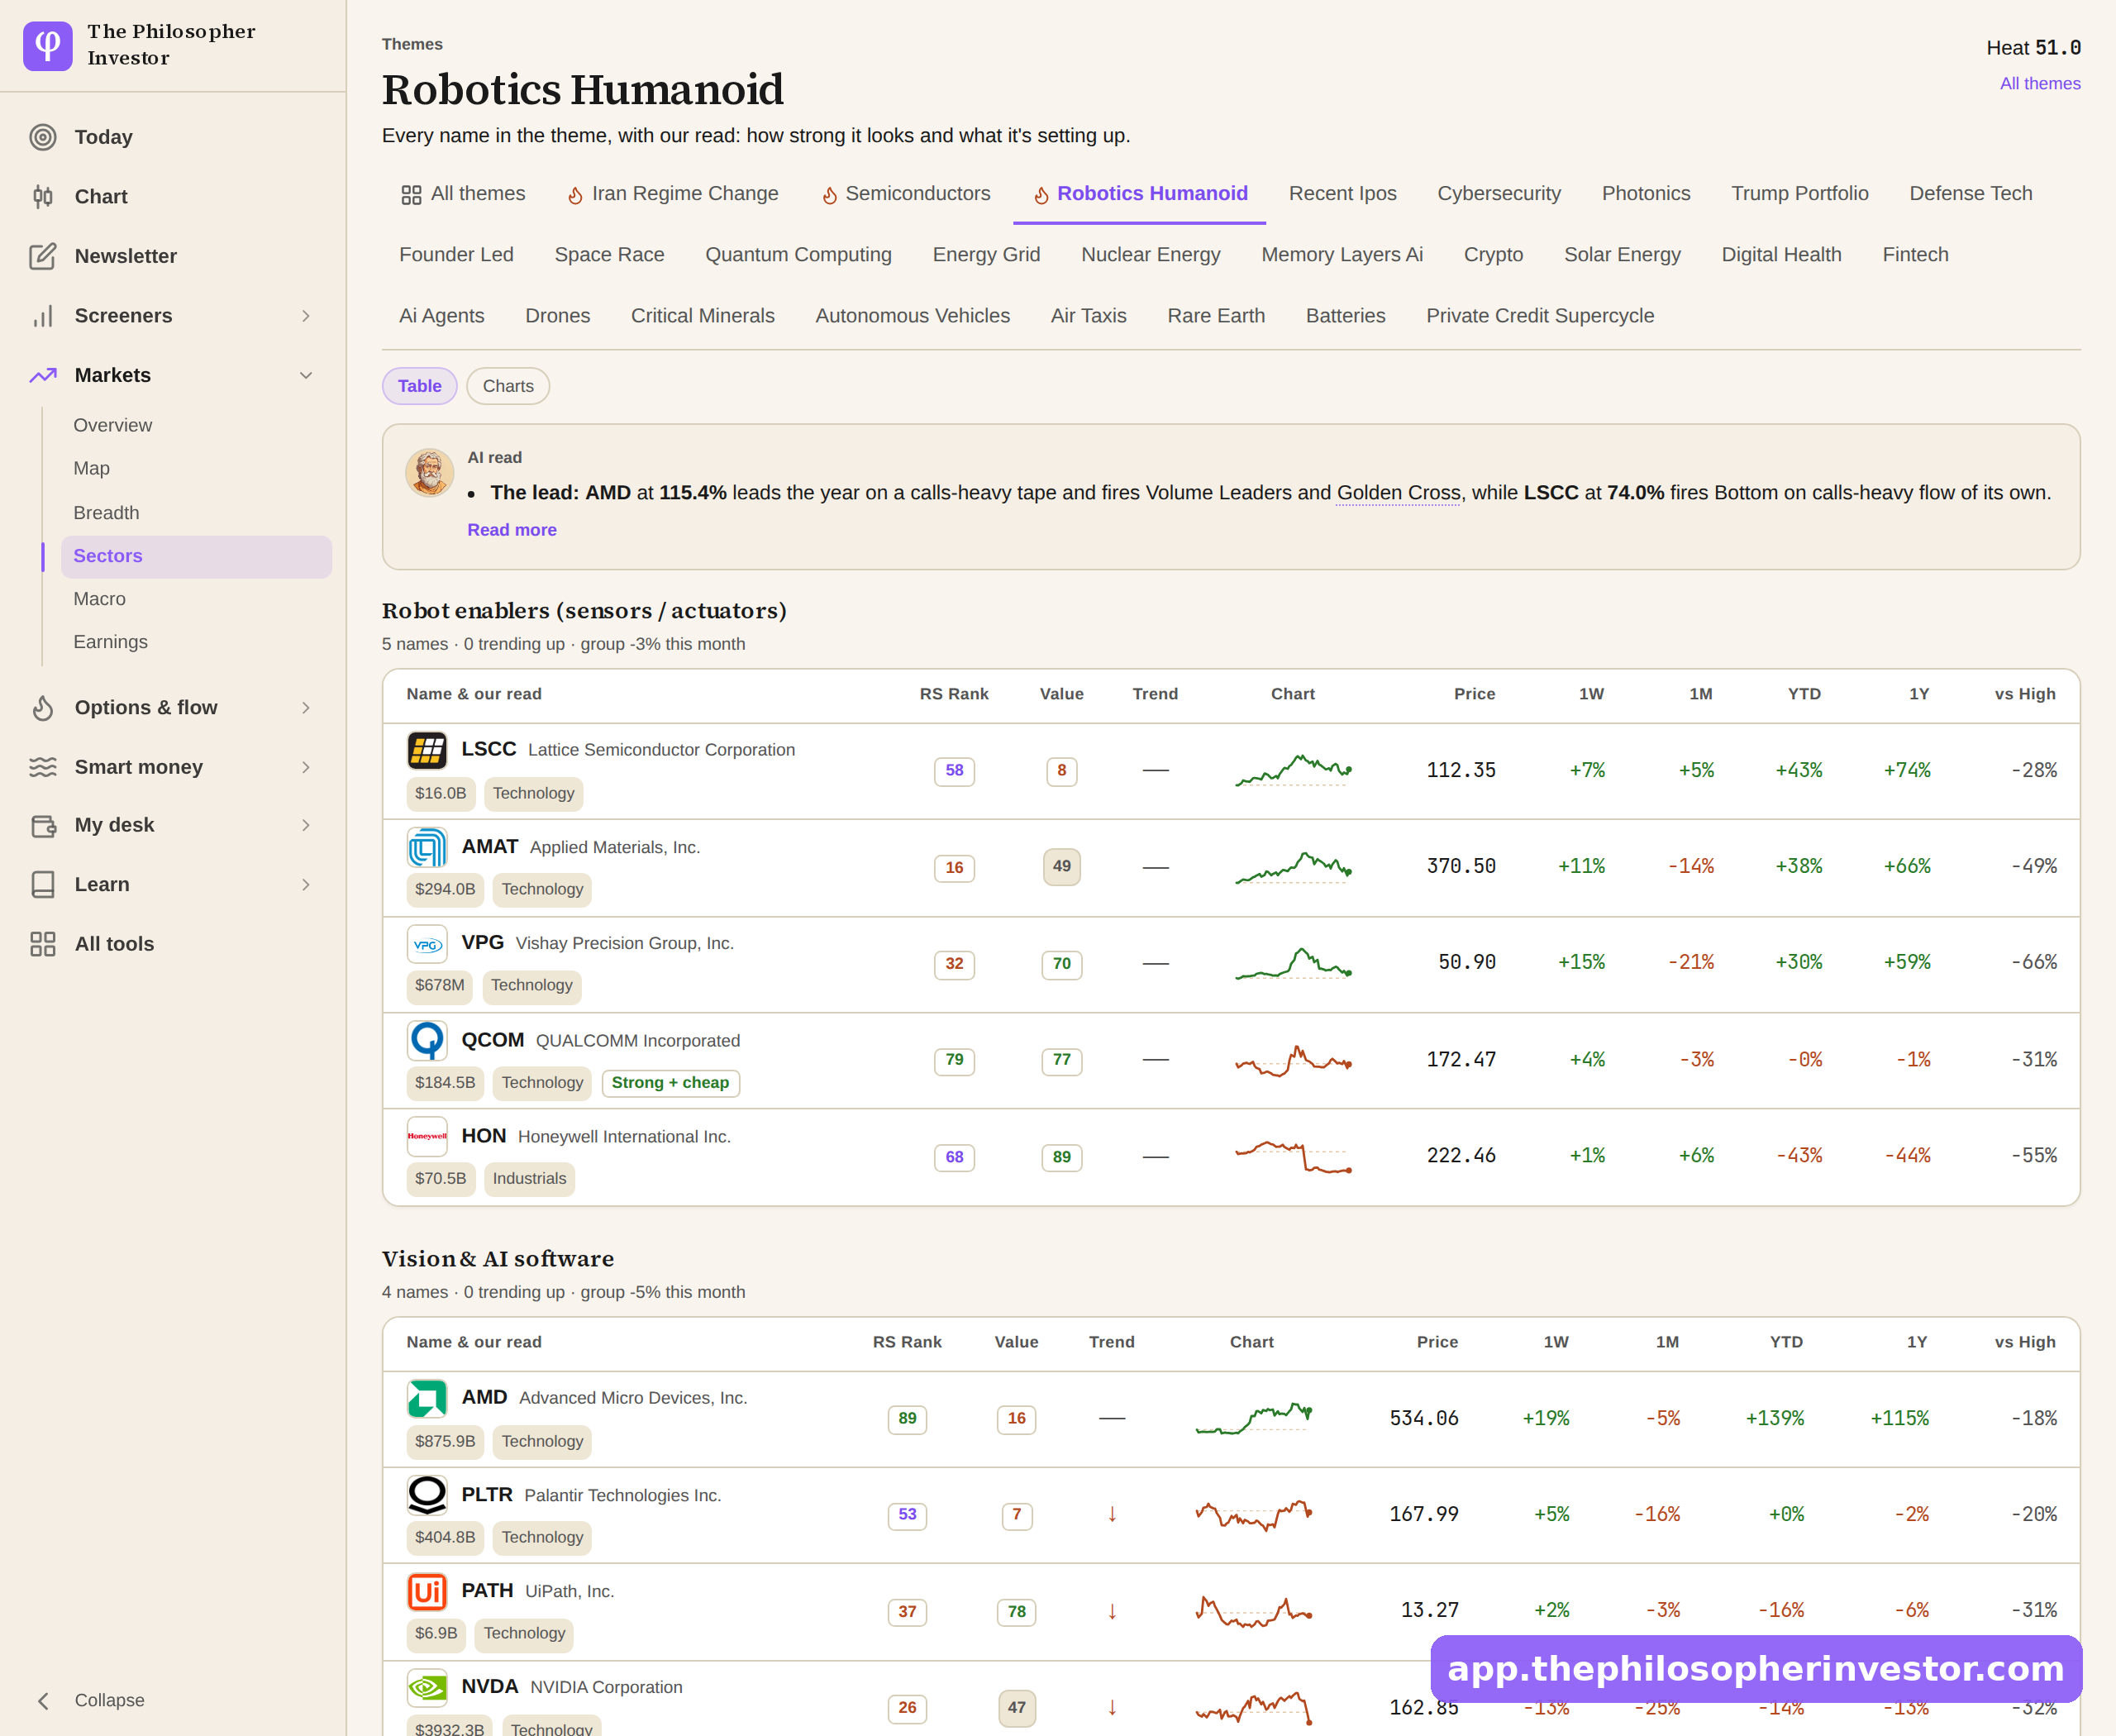 φ The Philosopher
Investor
Today
Chart
Newsletter
Screeners
Markets
Overview
Map
Breadth
Sectors
Macro
Earnings
Options & flow
Smart money
My desk
Learn
All tools
Collapse
Themes
Robotics Humanoid
Every name in the theme, with our read: how strong it looks and what it's setting up.
Heat 51.0
All themes
All themes Iran Regime Change Semiconductors Robotics Humanoid Recent Ipos Cybersecurity Photonics Trump Portfolio Defense Tech
Founder Led Space Race Quantum Computing Energy Grid Nuclear Energy Memory Layers Ai Crypto Solar Energy Digital Health Fintech
Ai Agents Drones Critical Minerals Autonomous Vehicles Air Taxis Rare Earth Batteries Private Credit Supercycle
Table Charts
AI read
• The lead: AMD at 115.4% leads the year on a calls-heavy tape and fires Volume Leaders and Golden Cross, while LSCC at 74.0% fires Bottom on calls-heavy flow of its own.
Read more
Robot enablers (sensors / actuators)
5 names · 0 trending up · group -3% this month
Name & our read RS Rank Value Trend Chart Price 1W 1M YTD 1Y vs High
LSCC Lattice Semiconductor Corporation 58 8 — 112.35 +7% +5% +43% +74% -28%
$16.0B Technology
AMAT Applied Materials, Inc. 16 49 — 370.50 +11% -14% +38% +66% -49%
$294.0B Technology
VPG VPG Vishay Precision Group, Inc. 32 70 — 50.90 +15% -21% +30% +59% -66%
$678M Technology
QCOM QUALCOMM Incorporated 79 77 — 172.47 +4% -3% -0% -1% -31%
$184.5B Technology Strong + cheap
Honeywell HON Honeywell International Inc. 68 89 — 222.46 +1% +6% -43% -44% -55%
$70.5B Industrials
Vision & AI software
4 names · 0 trending up · group -5% this month
Name & our read RS Rank Value Trend Chart Price 1W 1M YTD 1Y vs High
AMD Advanced Micro Devices, Inc. 89 16 — 534.06 +19% -5% +139% +115% -18%
$875.9B Technology
PLTR Palantir Technologies Inc. 53 7 ↓ 167.99 +5% -16% +0% -2% -20%
$404.8B Technology
Ui PATH UiPath, Inc. 37 78 ↓ 13.27 +2% -3% -16% -6% -31%
$6.9B Technology
NVDA NVIDIA Corporation 26 47 ↓ 162.85 -13% -25% -14% -13% -32%
$3932.3B Technology
app.thephilosopherinvestor.com